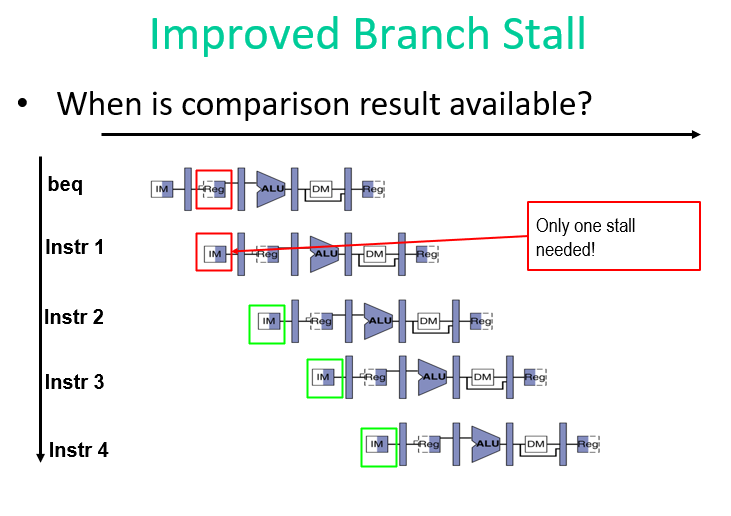 Improved Branch Stall
• When is comparison result available?
beq
IM Reg ALU DM Reg
Only one stall
needed!
Instr 1
IM Reg ALU DM Reg
Instr 2
IM Reg ALU DM Reg
Instr 3
IM Reg ALU DM Reg
Instr 4
IM Reg ALU DM Reg